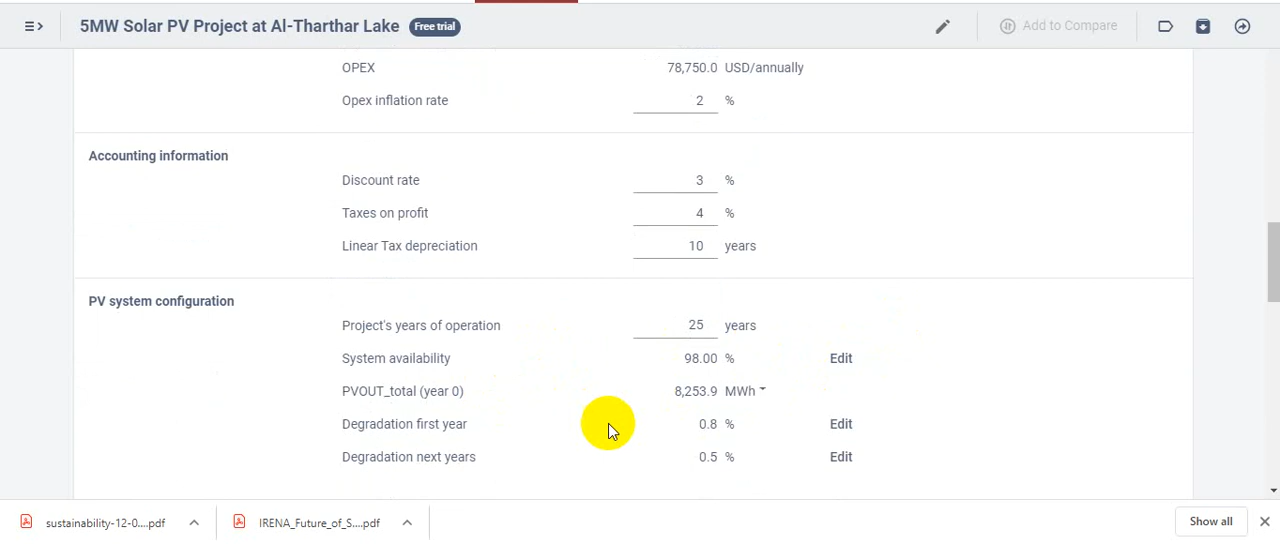 5MW Solar PV Project at Al-Tharthar Lake Free trial Add to Compare
OPEX 78,750.0 USD/annually
Opex inflation rate 2 %
Accounting information
Discount rate 3 %
Taxes on profit 4 %
Linear Tax depreciation 10 years
PV system configuration
Project's years of operation 25 years
System availability 98.00 % Edit
PVOUT_total (year 0) 8,253.9 MWh
Degradation first year 0.8 % Edit
Degradation next years 0.5 % Edit
sustainability-12-0....pdf IRENA_Future_of_S....pdf Show all